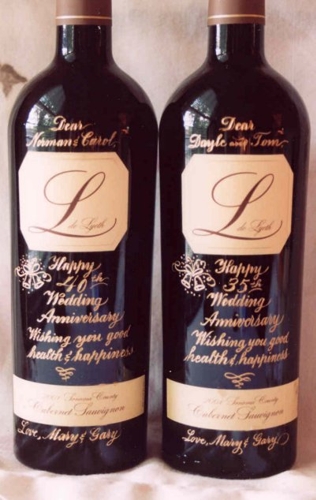 Dear
Norman & Carol,
L
de Lyeth
Happy
46th
Wedding
Anniversary
Wishing you good
health & happiness
Sonoma County
Cabernet Sauvignon
Love, Mary & Gary
Dear
Doyle and Tom,
L
de Lyeth
Happy
35th
Wedding
Anniversary
Wishing you good
health & happiness
Sonoma County
Cabernet Sauvignon
Love, Mary & Gary